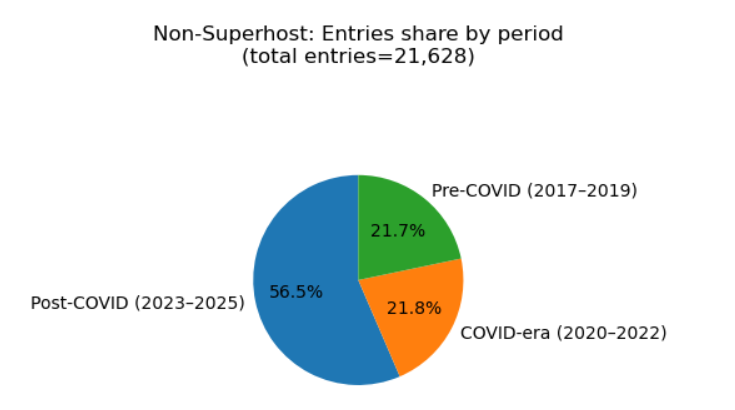 Non-Superhost: Entries share by period
(total entries=21,628)
Pre-COVID (2017–2019)
21.7%
56.5%
Post-COVID (2023–2025)
21.8%
COVID-era (2020–2022)